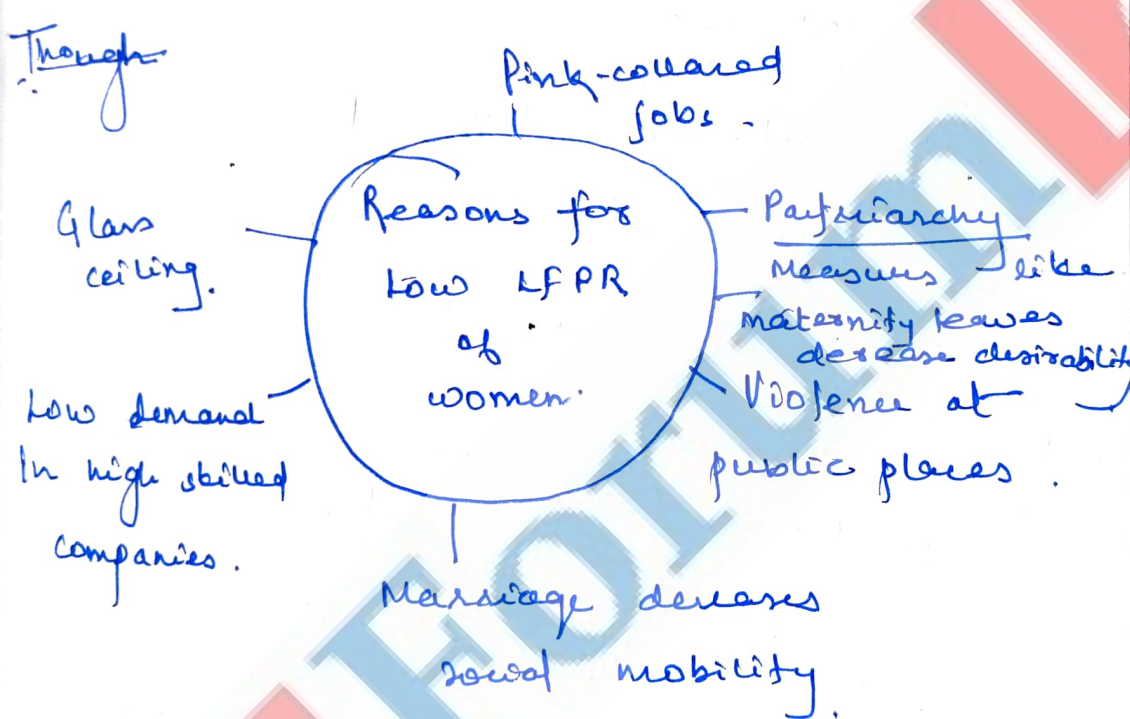 Though
Pink-collared
jobs.
Reasons for
Low LFPR
of
women.
Patriarchy
Measures like
maternity leaves
decrease desirability
Violence at
public places.
Marriage decreases
social mobility.
Low demand
In high skilled
companies.
Glass
ceiling.
Forum